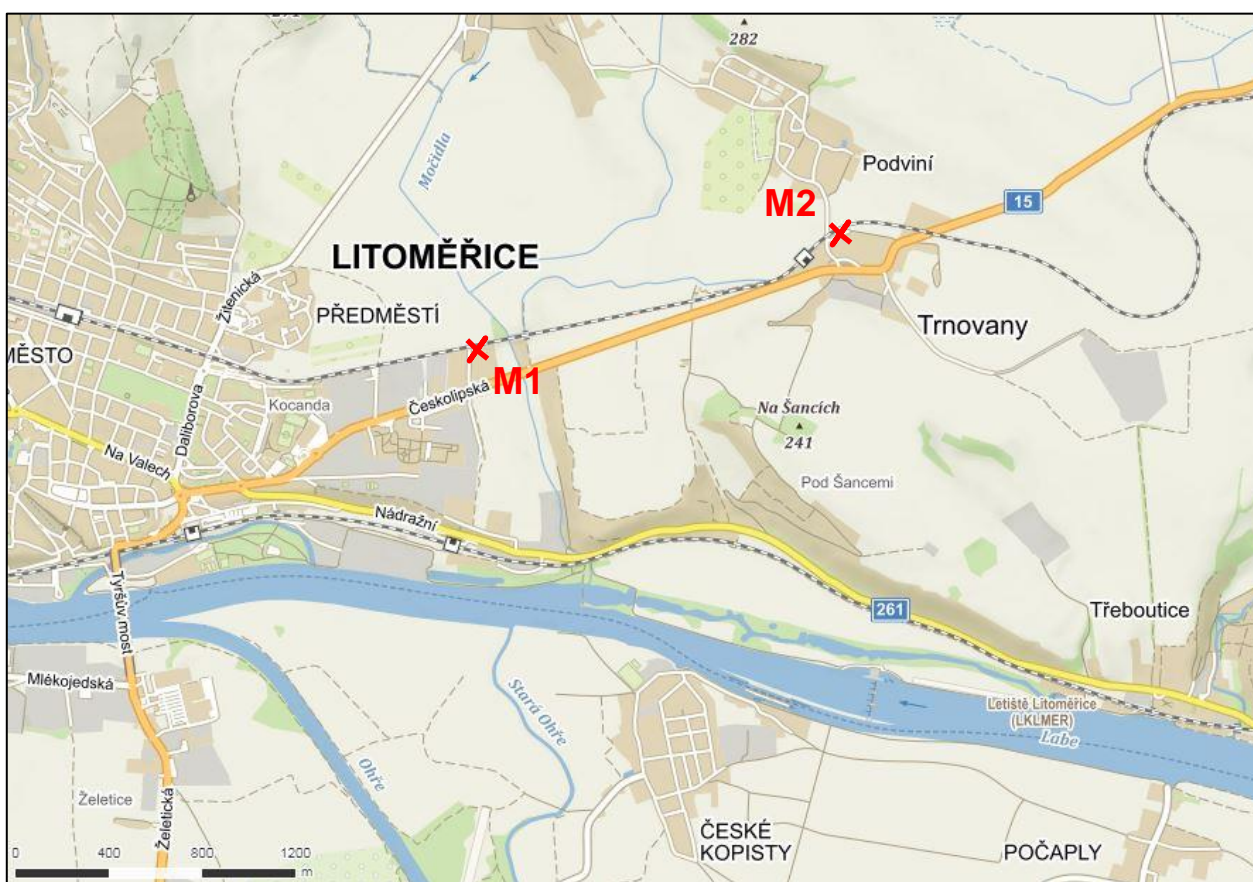 282
Močidla
Podviní
M2
15
LITOMĚŘICE
Žitenická
PŘEDMĚSTÍ
Trnovany
MĚSTO
M1
Českolipská
Kocanda
Daliborova
Na Šancích
241
Na Valech
Pod Šancemi
Nádražní
Tyršův most
261
Třeboutice
Mlékojedská
Stará Ohře
Letiště Litoměřice
(LKLMER)
Labe
Ohře
Želetice
Želetická
ČESKÉ
KOPISTY
POČAPLY
0 400 800 1200
m